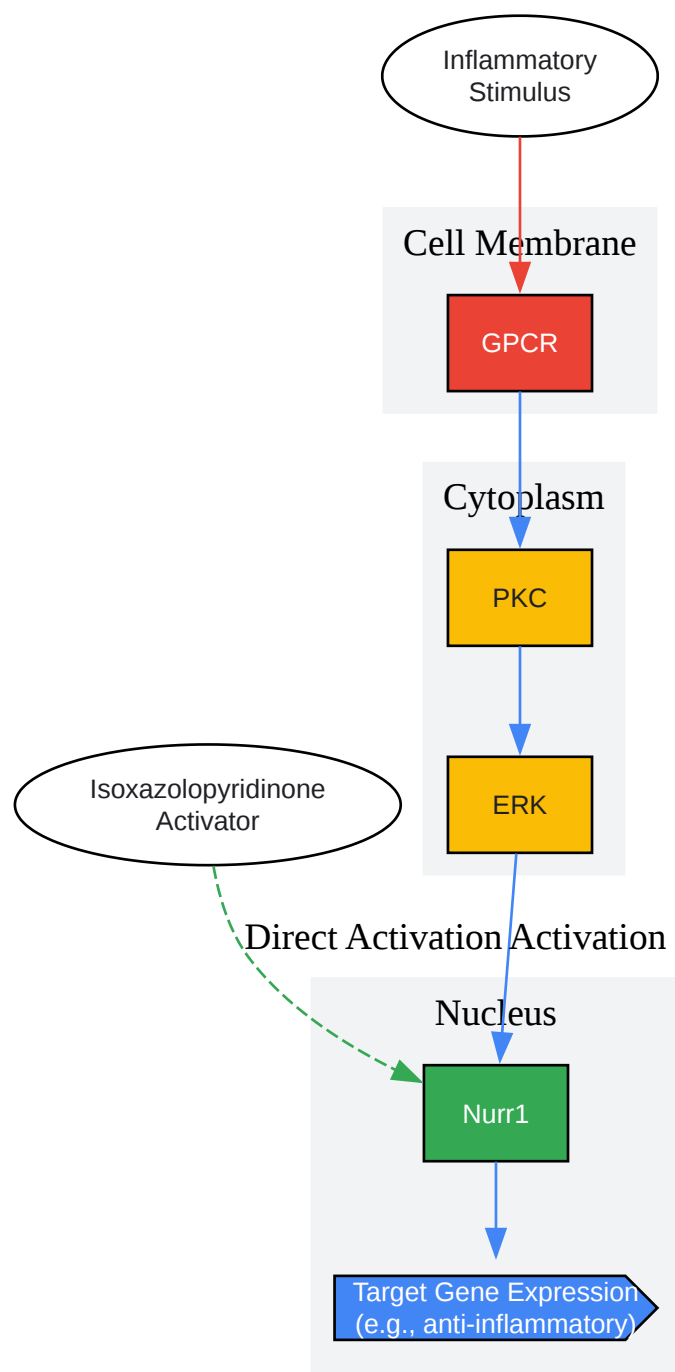 Inflammatory
Stimulus
Cell Membrane
GPCR
Cytoplasm
PKC
Isoxazolopyridinone
Activator
ERK
Direct Activation
Activation
Nucleus
Nurr1
Target Gene Expression
(e.g., anti-inflammatory)